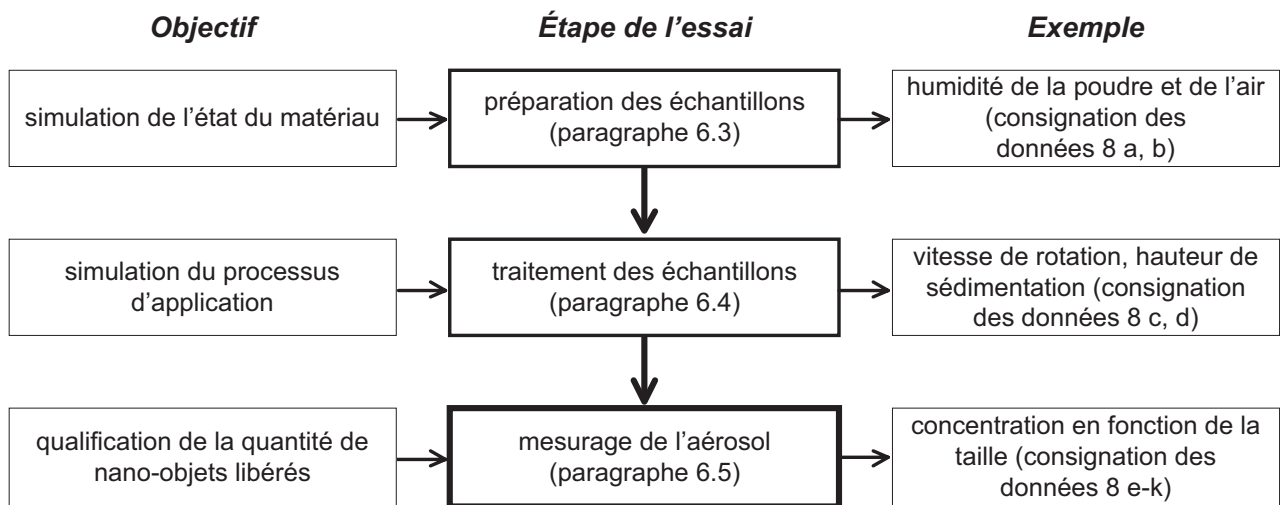 Objectif
Étape de l’essai
Exemple
simulation de l’état du matériau
préparation des échantillons
(paragraphe 6.3)
humidité de la poudre et de l’air
(consignation des
données 8 a, b)
simulation du processus
d’application
traitement des échantillons
(paragraphe 6.4)
vitesse de rotation, hauteur de
sédimentation (consignation
des données 8 c, d)
qualification de la quantité de
nano-objets libérés
mesurage de l’aérosol
(paragraphe 6.5)
concentration en fonction de la
taille (consignation des
données 8 e-k)